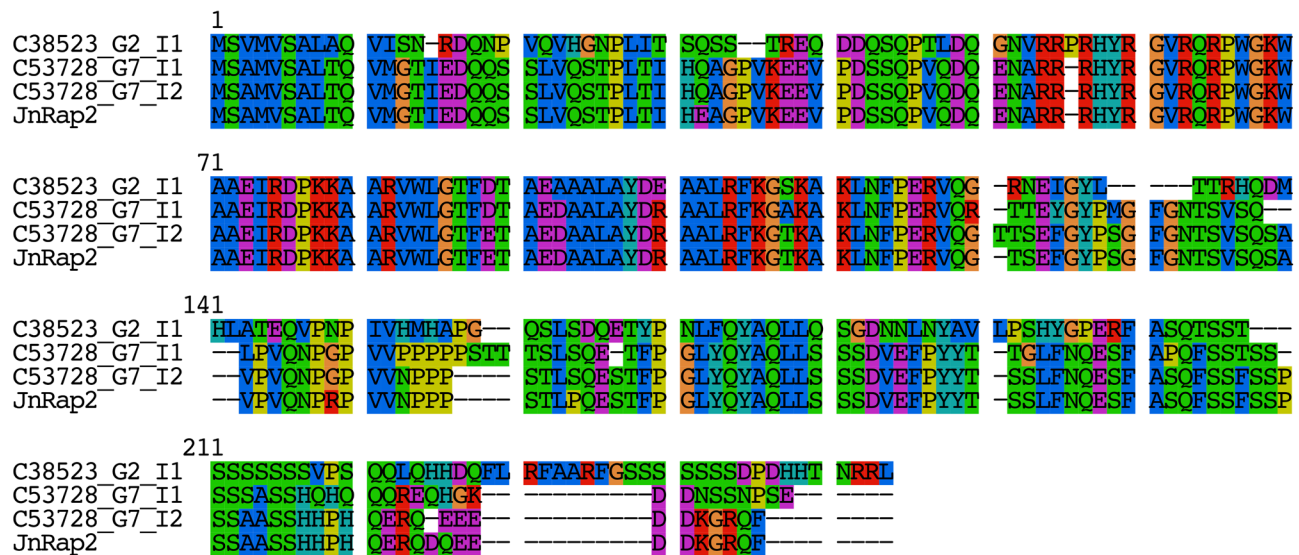 1
C38523_G2_I1 MSVMVSALAQ VISN-RDQNP VQVHGNPLIT SQSS--TREQ DDQSQPTLDQ GNVRRPRHYR GVRQRPWGKW
C53728_G7_I1 MSAMVSALTQ VMGTIEDQQS SLVQSTPLTI HQAGPVKEEV PDSSQPVQDQ ENARR-RHYR GVRQRPWGKW
C53728_G7_I2 MSAMVSALTQ VMGTIEDQQS SLVQSTPLTI HQAGPVKEEV PDSSQPVQDQ ENARR-RHYR GVRQRPWGKW
JnRap2 MSAMVSALTQ VMGTIEDQQS SLVQSTPLTI HEAGPVKEEV PDSSQPVQDQ ENARR-RHYR GVRQRPWGKW
71
C38523_G2_I1 AAEIRDPKKA ARVWLGTFDT AEAAALAYDE AALRFKGSKA KLNFPERVQG -RNEIGYL-- ---TTRHQDM
C53728_G7_I1 AAEIRDPKKA ARVWLGTFDT AEDAALAYDR AALRFKGAKA KLNFPERVQR -TTEYGYPMG FGNTSVSQ--
C53728_G7_I2 AAEIRDPKKA ARVWLGTFET AEDAALAYDR AALRFKGTKA KLNFPERVQG TTSEFGYPSG FGNTSVSQSA
JnRap2 AAEIRDPKKA ARVWLGTFET AEDAALAYDR AALRFKGTKA KLNFPERVQG -TSEFGYPSG FGNTSVSQSA
141
C38523_G2_I1 HLATEQVPNP IVHMHAPG-- QSLSDQETYP NLFQYAQLLQ SGDNNLNYAV LPSHYGPERF ASQTSST---
C53728_G7_I1 --LPVQNPGP VVPPPPPSTT TSLSQE-TFP GLYQYAQLLS SSDVEFPYYT -TGLFNQESF APQFSSTSS-
C53728_G7_I2 --VPVQNPGP VVNPPP---- STLSQESTFP GLYQYAQLLS SSDVEFPYYT -SSLFNQESF ASQFSSFSSP
JnRap2 --VPVQNPRP VVNPPP---- STLPQESTFP GLYQYAQLLS SSDVEFPYYT -SSLFNQESF ASQFSSFSSP
211
C38523_G2_I1 SSSSSSSVPS QQLQHHDQFL RFAARFGSSS SSSSDPDHHT NRRL
C53728_G7_I1 SSSASSHQHQ QQREQHGK-- ---------D DNSSNPSE-- ----
C53728_G7_I2 SSAASSHHPH QERQ-EEE-- ---------D DKGRQF---- ----
JnRap2 SSAASSHHPH QERQDQEE-- ---------D DKGRQF---- ----